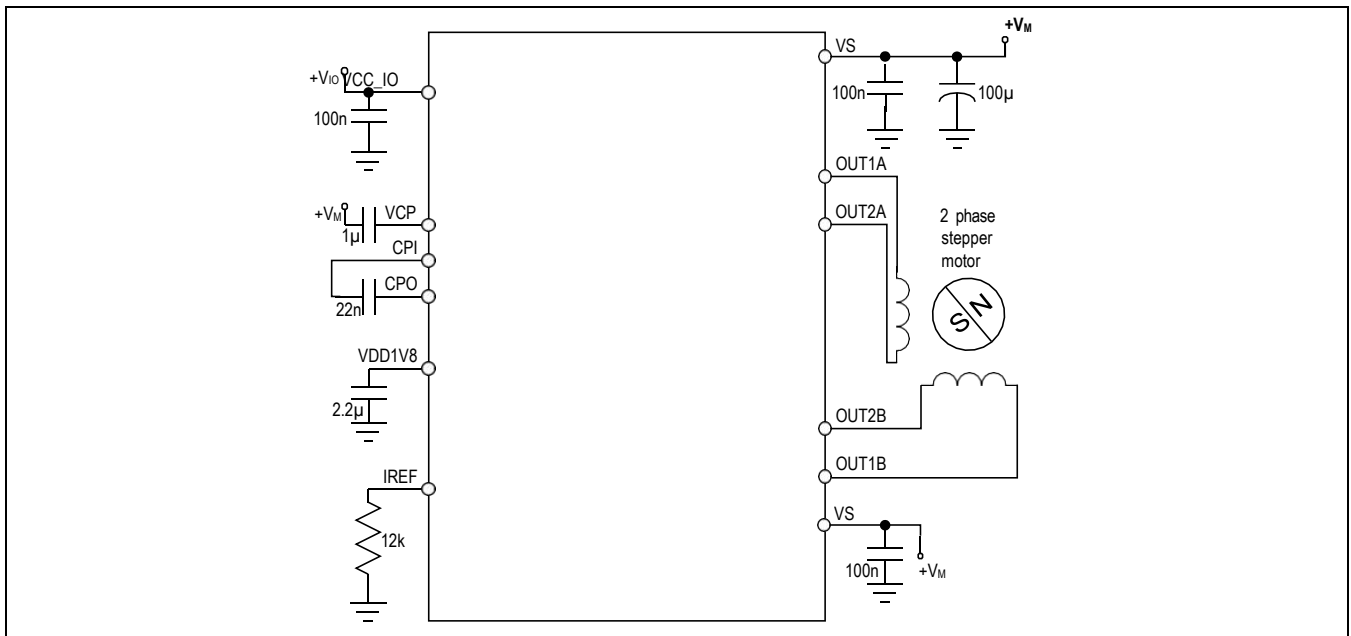 +VM
VS
+VIO
VCC_IO
100n
100n
100µ
OUT1A
+VM
VCP
1µ
OUT2A
2 phase
stepper
motor
CPI
CPO
22n
S N
VDD1V8
2.2µ
OUT2B
OUT1B
IREF
VS
12k
100n
+VM